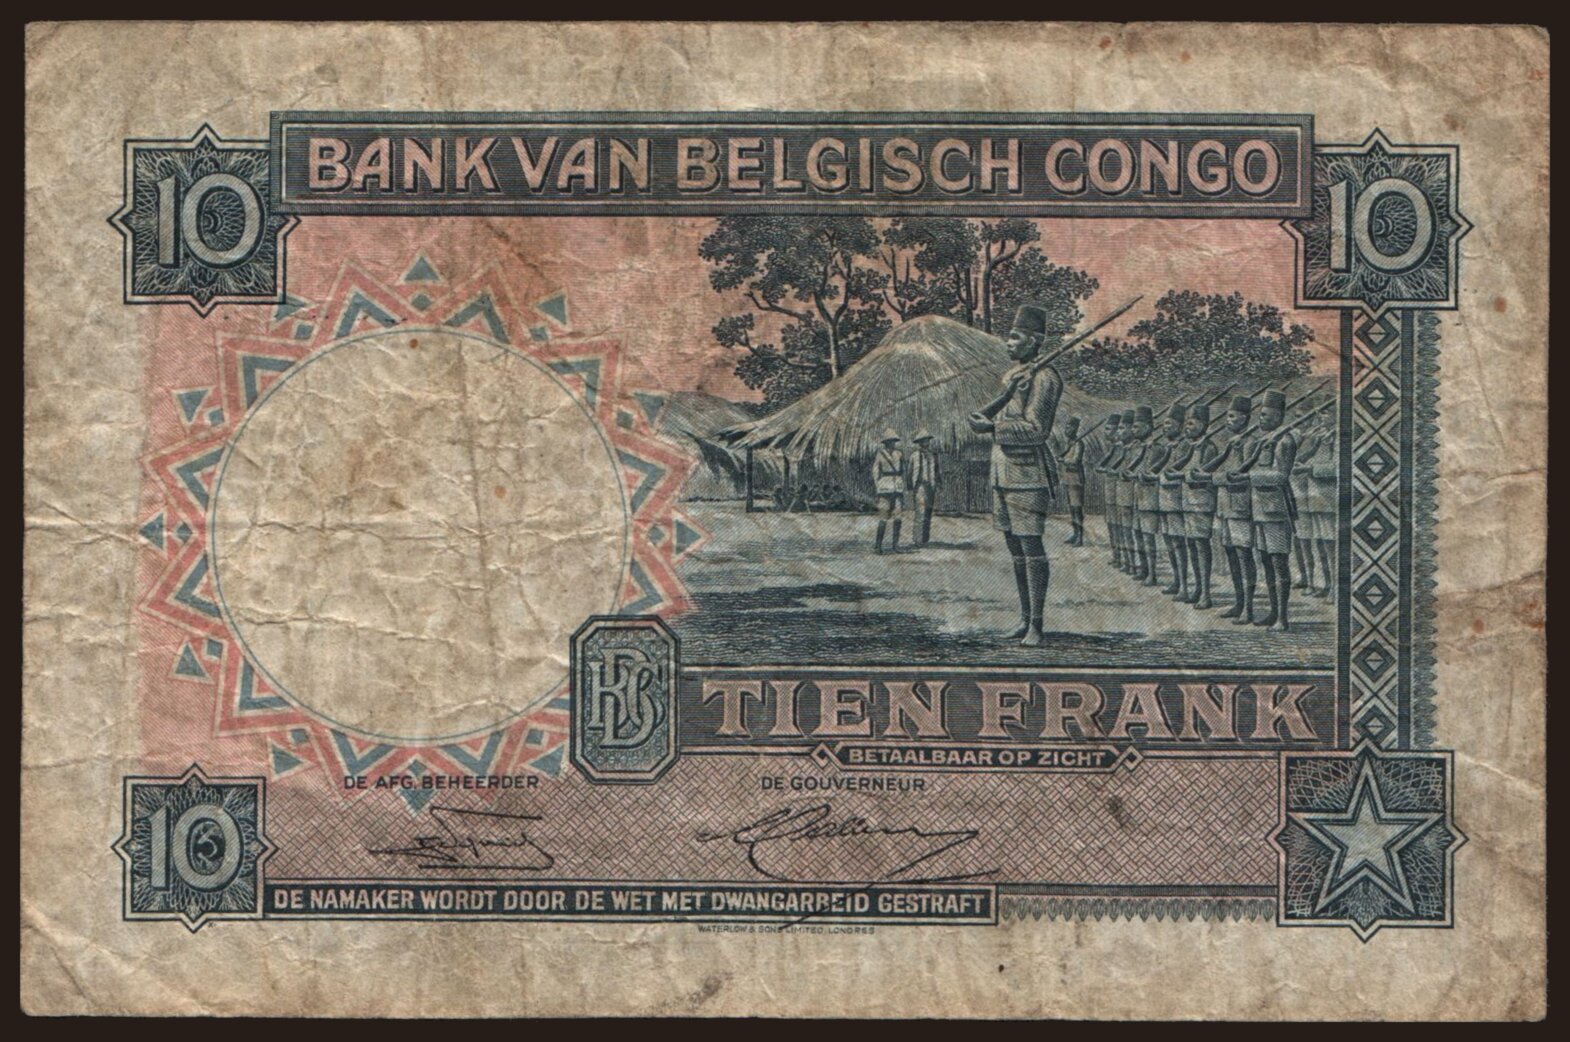 BANK VAN BELGISCH CONGO
10
10
TIEN FRANK
BETAALBAAR OP ZICHT
DE AFG. BEHEERDER
DE GOUVERNEUR
10
DE NAMAKER WORDT DOOR DE WET MET DWANGARBEID GESTRAFT
WATERLOW & SONS LIMITED, LONDRES